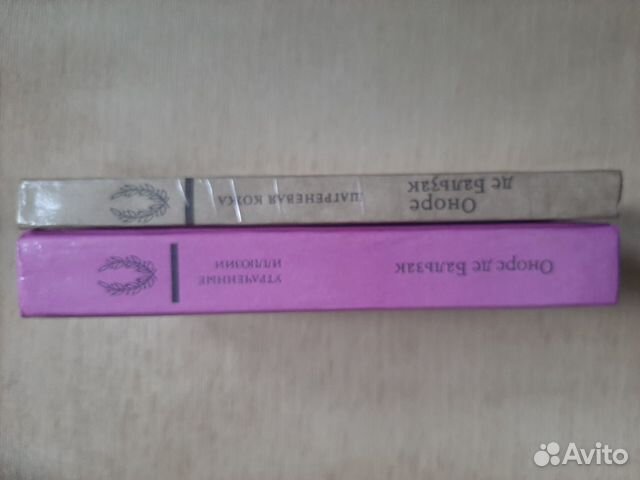 Оноре
де Бальзак
ШАГРЕНЕВАЯ КОЖА
Оноре де Бальзак
УТРАЧЕННЫЕ
ИЛЛЮЗИИ
Avito